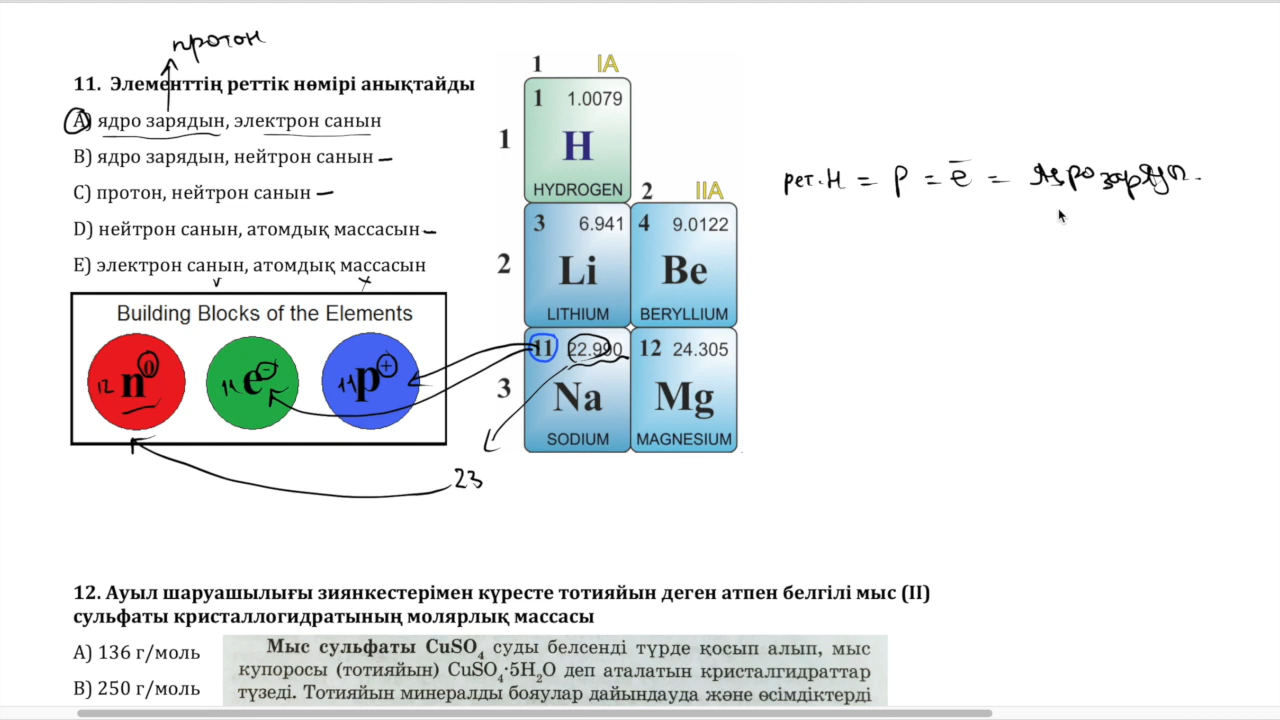 протон
11. Элементтің реттік нөмірі анықтайды
A) ядро зарядын, электрон санын
B) ядро зарядын, нейтрон санын –
C) протон, нейтрон санын –
D) нейтрон санын, атомдық массасын –
E) электрон санын, атомдық массасын
Building Blocks of the Elements
12 n 0
11 e –
11 p +
23
1 IA
1
1 1.0079
H
HYDROGEN
2 IIA
2
3 6.941
Li
LITHIUM
4 9.0122
Be
BERYLLIUM
3
11 22.990
Na
SODIUM
12 24.305
Mg
MAGNESIUM
рет.н = p = e̅ = ядро заряды.
12. Ауыл шаруашылығы зиянкестерімен күресте тотияйын деген атпен белгілі мыс (II)
сульфаты кристаллогидратының молярлық массасы
A) 136 г/моль
B) 250 г/моль
Мыс сульфаты CuSO₄ суды белсенді түрде қосып алып, мыс
купоросы (тотияйын) CuSO₄·5H₂O деп аталатын кристалгидраттар
түзеді. Тотияйын минералды бояулар дайындауда және өсімдіктерді